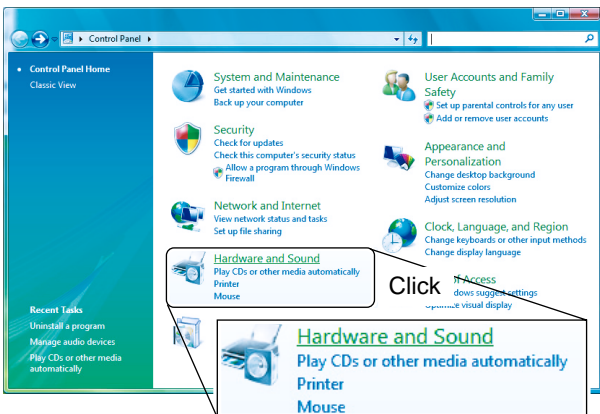 Control Panel
Control Panel Home
Classic View
System and Maintenance
Get started with Windows
Back up your computer
Security
Check for updates
Check this computer's security status
Allow a program through Windows
Firewall
Network and Internet
View network status and tasks
Set up file sharing
Hardware and Sound
Play CDs or other media automatically
Printer
Mouse
User Accounts and Family
Safety
Set up parental controls for any user
Add or remove user accounts
Appearance and
Personalization
Change desktop background
Customize colors
Adjust screen resolution
Clock, Language, and Region
Change keyboards or other input methods
Change display language
Click
Access
suggest settings
visual display
Recent Tasks
Uninstall a program
Manage audio devices
Play CDs or other media
automatically
Hardware and Sound
Play CDs or other media automatically
Printer
Mouse